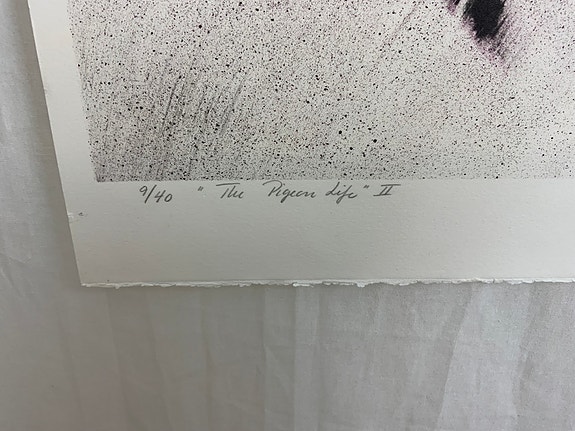 9/40 " The Pigeon Life " II